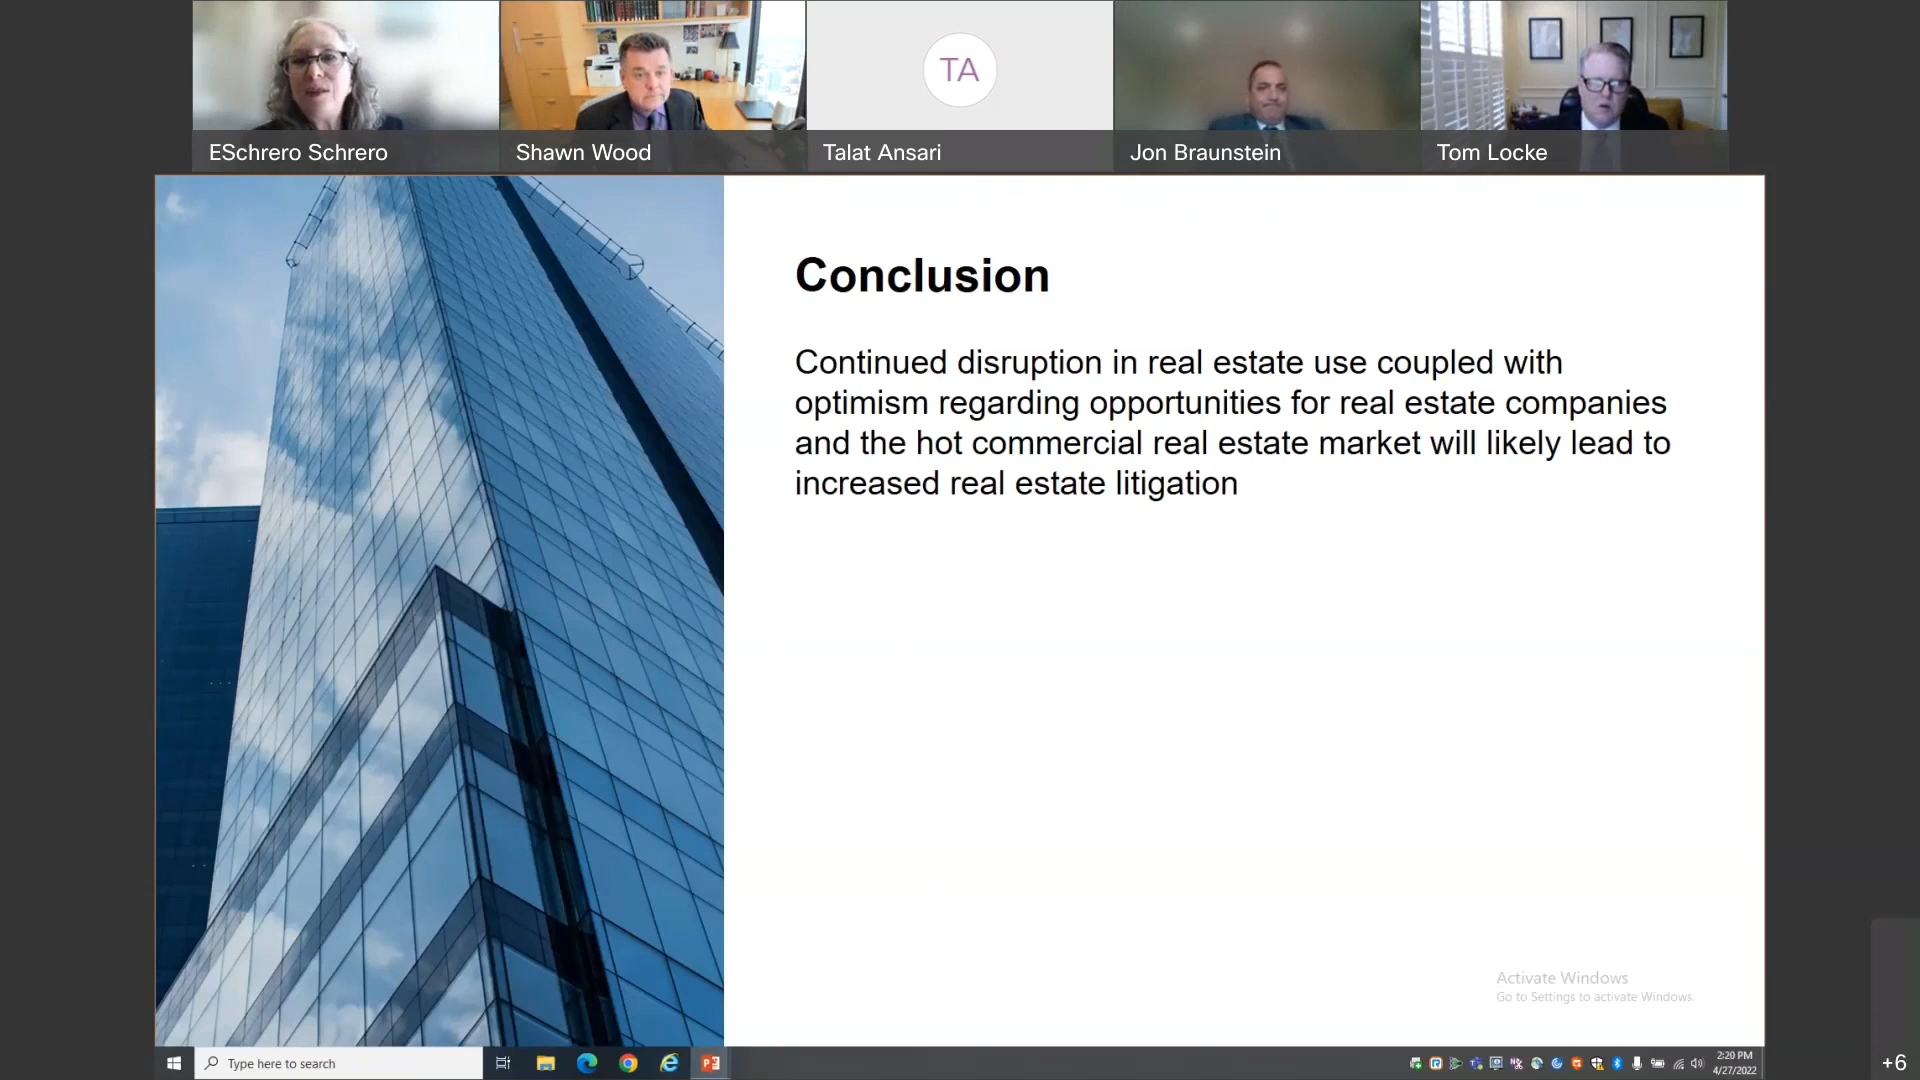 ESchrero Schrero
Shawn Wood
TA
Talat Ansari
Jon Braunstein
Tom Locke
Conclusion
Continued disruption in real estate use coupled with
optimism regarding opportunities for real estate companies
and the hot commercial real estate market will likely lead to
increased real estate litigation
Activate Windows
Go to Settings to activate Windows.
Type here to search
2:20 PM
4/27/2022
+6